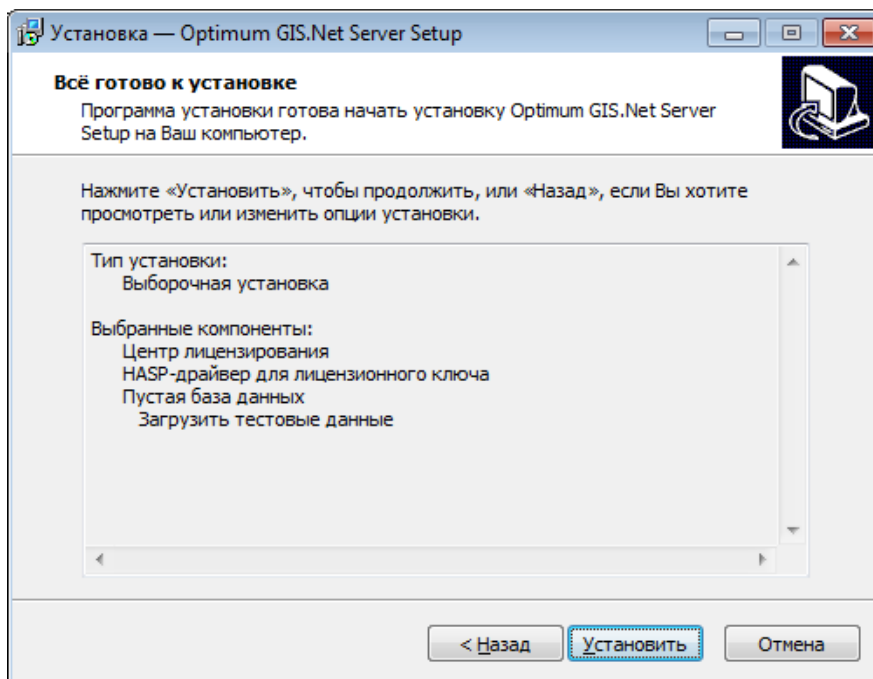 Установка — Optimum GIS.Net Server Setup
Всё готово к установке
Программа установки готова начать установку Optimum GIS.Net Server
Setup на Ваш компьютер.
Нажмите «Установить», чтобы продолжить, или «Назад», если Вы хотите
просмотреть или изменить опции установки.
Тип установки:
Выборочная установка
Выбранные компоненты:
Центр лицензирования
HASP-драйвер для лицензионного ключа
Пустая база данных
Загрузить тестовые данные
< Назад
Установить
Отмена